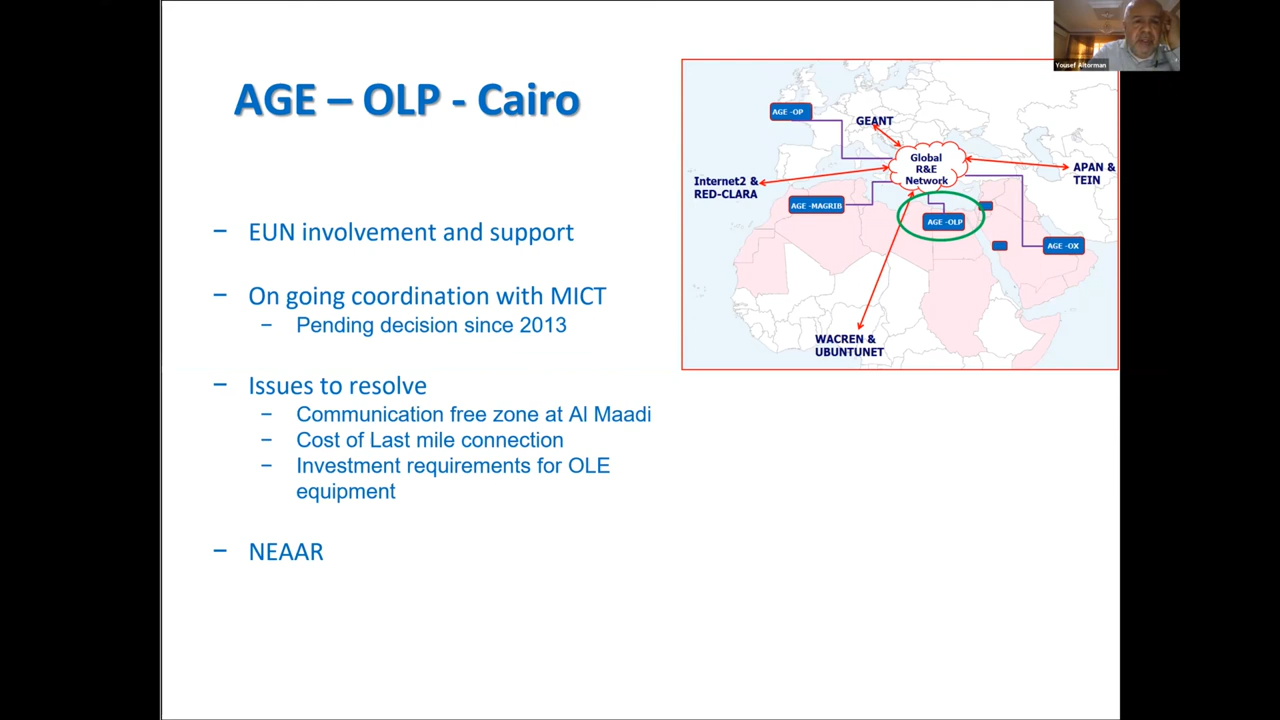 Yousef Altorman
AGE – OLP - Cairo
− EUN involvement and support
− On going coordination with MICT
− Pending decision since 2013
− Issues to resolve
− Communication free zone at Al Maadi
− Cost of Last mile connection
− Investment requirements for OLE
equipment
− NEAAR
AGE -OP
GEANT
Global
R&E
Network
APAN &
TEIN
Internet2 &
RED-CLARA
AGE -MAGRIB
AGE -OLP
AGE -OX
WACREN &
UBUNTUNET